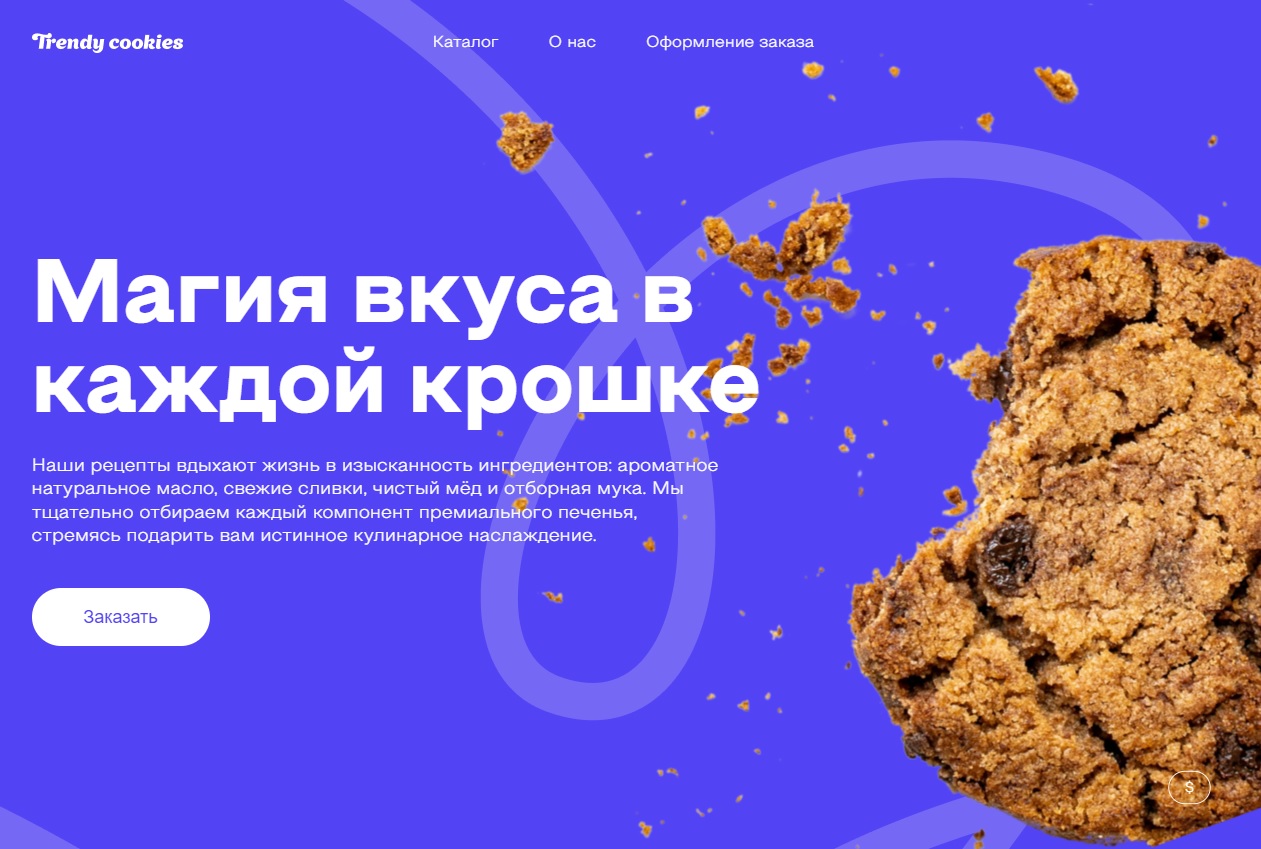 Trendy cookies
Каталог
О нас
Оформление заказа
Магия вкуса в
каждой крошке
Наши рецепты вдыхают жизнь в изысканность ингредиентов: ароматное
натуральное масло, свежие сливки, чистый мёд и отборная мука. Мы
тщательно отбираем каждый компонент премиального печенья,
стремясь подарить вам истинное кулинарное наслаждение.
Заказать
$